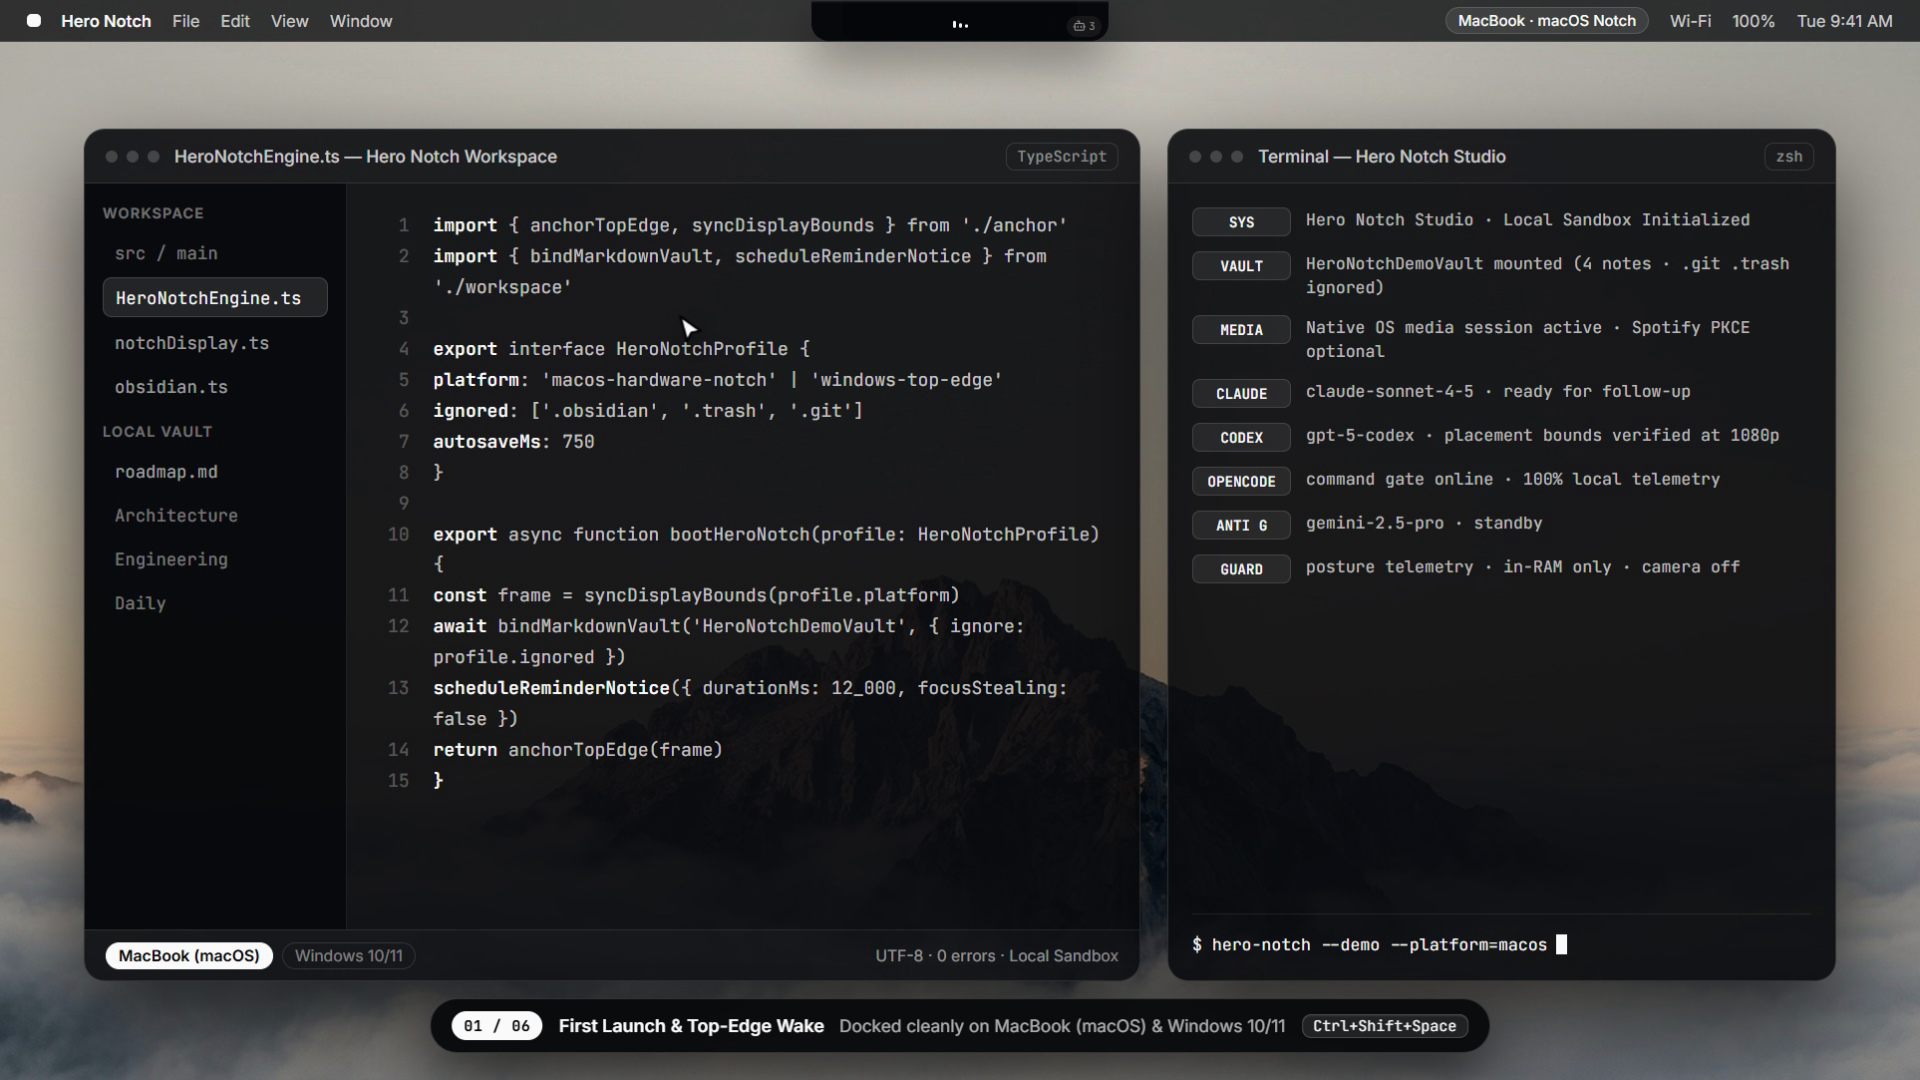 Hero Notch File Edit View Window
3
MacBook · macOS Notch Wi-Fi 100% Tue 9:41 AM
HeroNotchEngine.ts — Hero Notch Workspace
TypeScript
WORKSPACE
src / main
HeroNotchEngine.ts
notchDisplay.ts
obsidian.ts
LOCAL VAULT
roadmap.md
Architecture
Engineering
Daily
1 import { anchorTopEdge, syncDisplayBounds } from './anchor'
2 import { bindMarkdownVault, scheduleReminderNotice } from
'./workspace'
3
4 export interface HeroNotchProfile {
5 platform: 'macos-hardware-notch' | 'windows-top-edge'
6 ignored: ['.obsidian', '.trash', '.git']
7 autosaveMs: 750
8 }
9
10 export async function bootHeroNotch(profile: HeroNotchProfile)
{
11 const frame = syncDisplayBounds(profile.platform)
12 await bindMarkdownVault('HeroNotchDemoVault', { ignore:
profile.ignored })
13 scheduleReminderNotice({ durationMs: 12_000, focusStealing:
false })
14 return anchorTopEdge(frame)
15 }
MacBook (macOS) Windows 10/11
UTF-8 · 0 errors · Local Sandbox
Terminal — Hero Notch Studio
zsh
SYS Hero Notch Studio · Local Sandbox Initialized
VAULT HeroNotchDemoVault mounted (4 notes · .git .trash
ignored)
MEDIA Native OS media session active · Spotify PKCE
optional
CLAUDE claude-sonnet-4-5 · ready for follow-up
CODEX gpt-5-codex · placement bounds verified at 1080p
OPENCODE command gate online · 100% local telemetry
ANTI G gemini-2.5-pro · standby
GUARD posture telemetry · in-RAM only · camera off
$ hero-notch --demo --platform=macos
01 / 06 First Launch & Top-Edge Wake Docked cleanly on MacBook (macOS) & Windows 10/11 Ctrl+Shift+Space